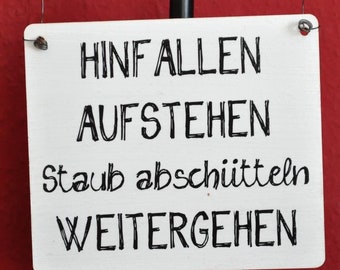 HINFALLEN
AUFSTEHEN
Staub abschütteln
WEITERGEHEN